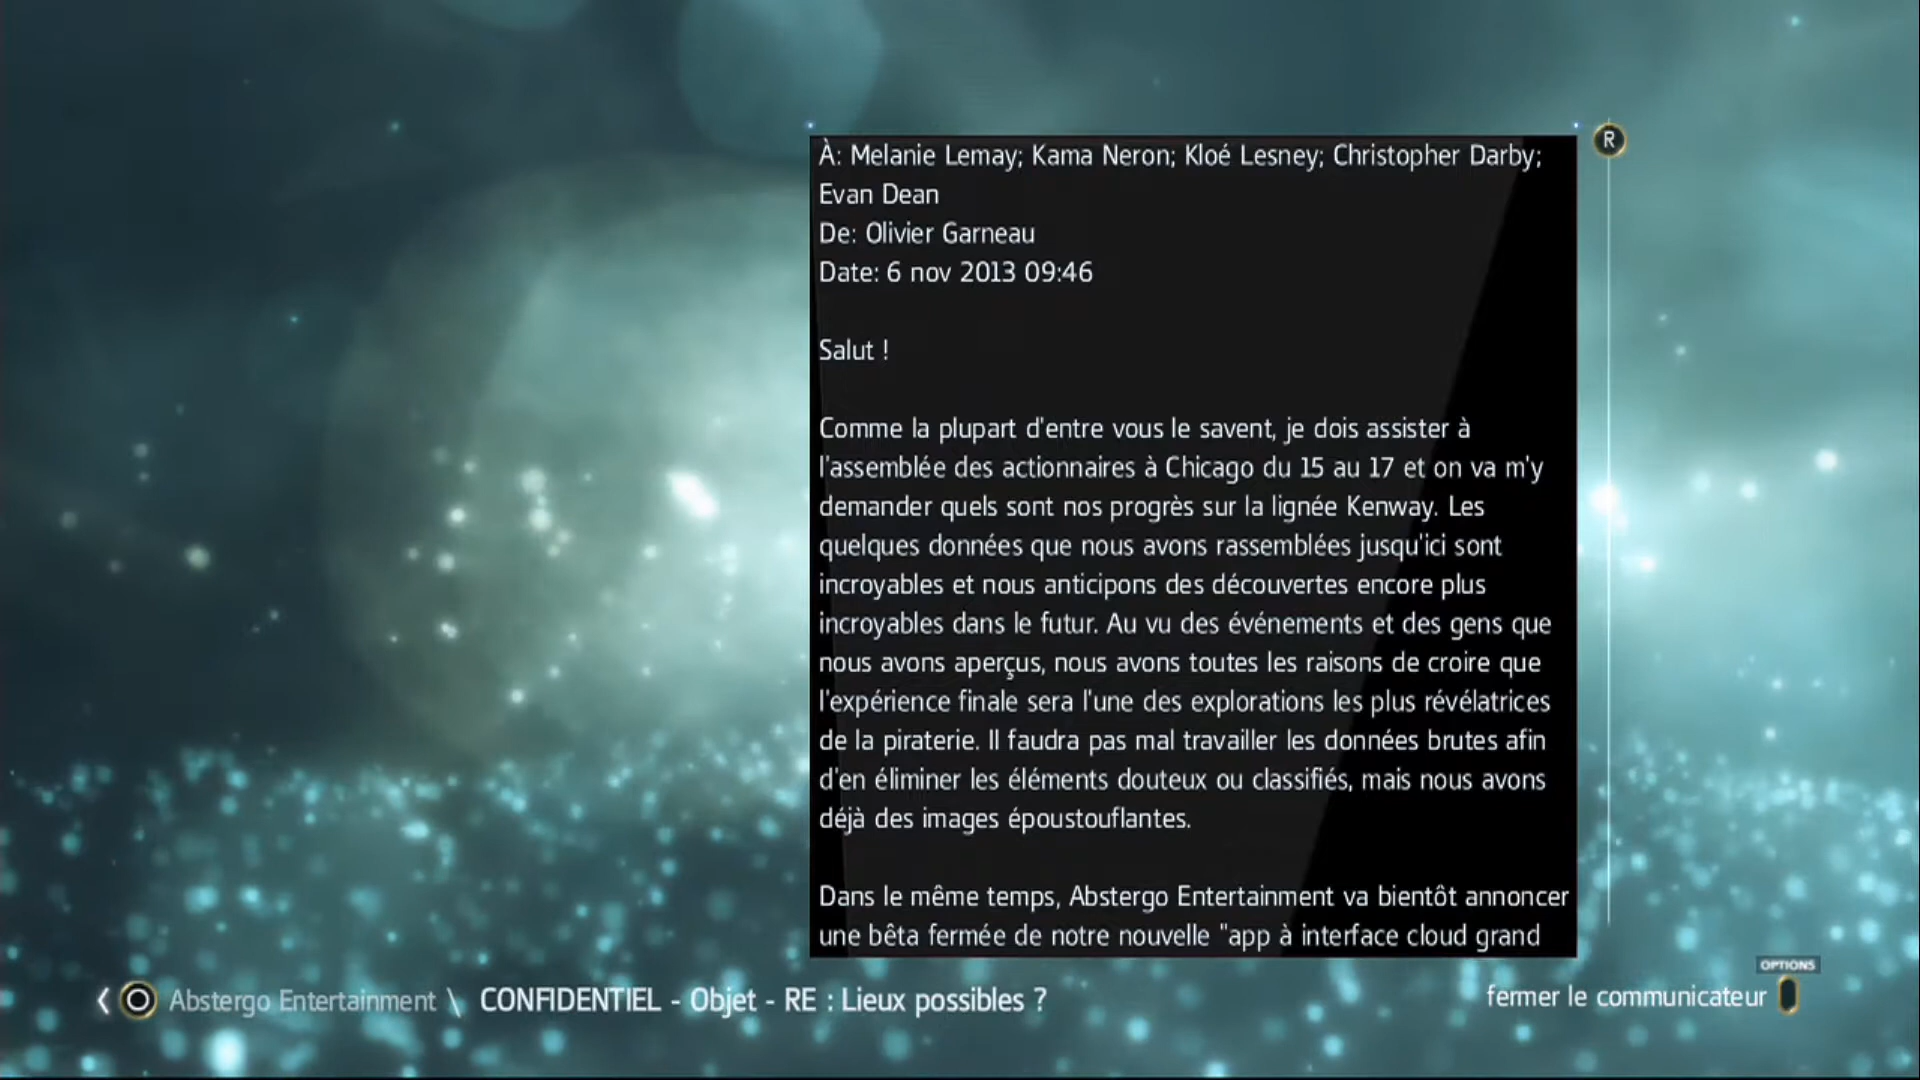 À: Melanie Lemay; Kama Neron; Kloé Lesney; Christopher Darby;
Evan Dean
De: Olivier Garneau
Date: 6 nov 2013 09:46
Salut !
Comme la plupart d'entre vous le savent, je dois assister à
l'assemblée des actionnaires à Chicago du 15 au 17 et on va m'y
demander quels sont nos progrès sur la lignée Kenway. Les
quelques données que nous avons rassemblées jusqu'ici sont
incroyables et nous anticipons des découvertes encore plus
incroyables dans le futur. Au vu des événements et des gens que
nous avons aperçus, nous avons toutes les raisons de croire que
l'expérience finale sera l'une des explorations les plus révélatrices
de la piraterie. Il faudra pas mal travailler les données brutes afin
d'en éliminer les éléments douteux ou classifiés, mais nous avons
déjà des images époustouflantes.
Dans le même temps, Abstergo Entertainment va bientôt annoncer
une bêta fermée de notre nouvelle "app à interface cloud grand
R
Abstergo Entertainment \ CONFIDENTIEL - Objet - RE : Lieux possibles ?
OPTIONS
fermer le communicateur